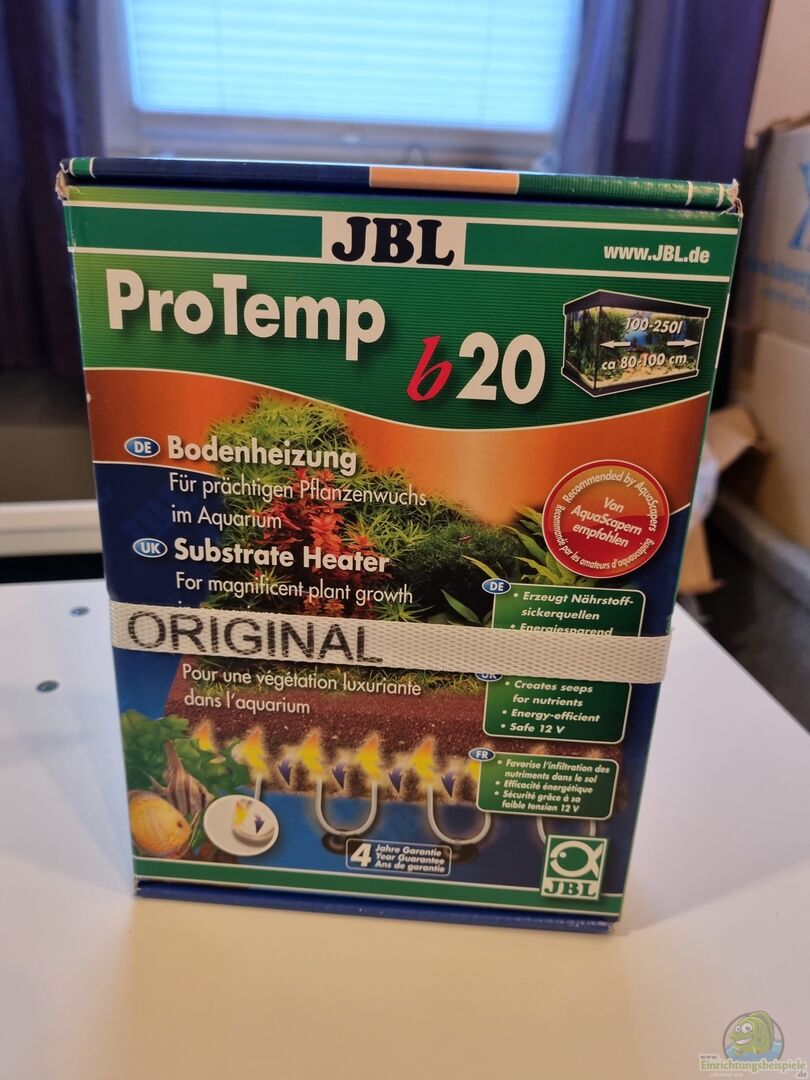 JBL
www.JBL.de
ProTemp
b20
100-250l
ca 80-100 cm
DE Bodenheizung
Für prächtigen Pflanzenwuchs
im Aquarium
UK Substrate Heater
For magnificent plant growth
Recommended by AquaScapers
Von
AquaScapern
empfohlen
Recommandé par les amateurs d'aquascaping
DE
• Erzeugt Nährstoff-
sickerquellen
• Energiesparend
ORIGINAL
UK
• Creates seeps
for nutrients
• Energy-efficient
• Safe 12 V
Pour une végétation luxuriante
dans l'aquarium
FR
• Favorise l'infiltration des
nutriments dans le sol
• Efficacité énergétique
• Sécurité grâce à sa
faible tension 12 V
4 Jahre Garantie
Year Guarantee
Ans de garantie
JBL
www.
Einrichtungsbeispiele
.de